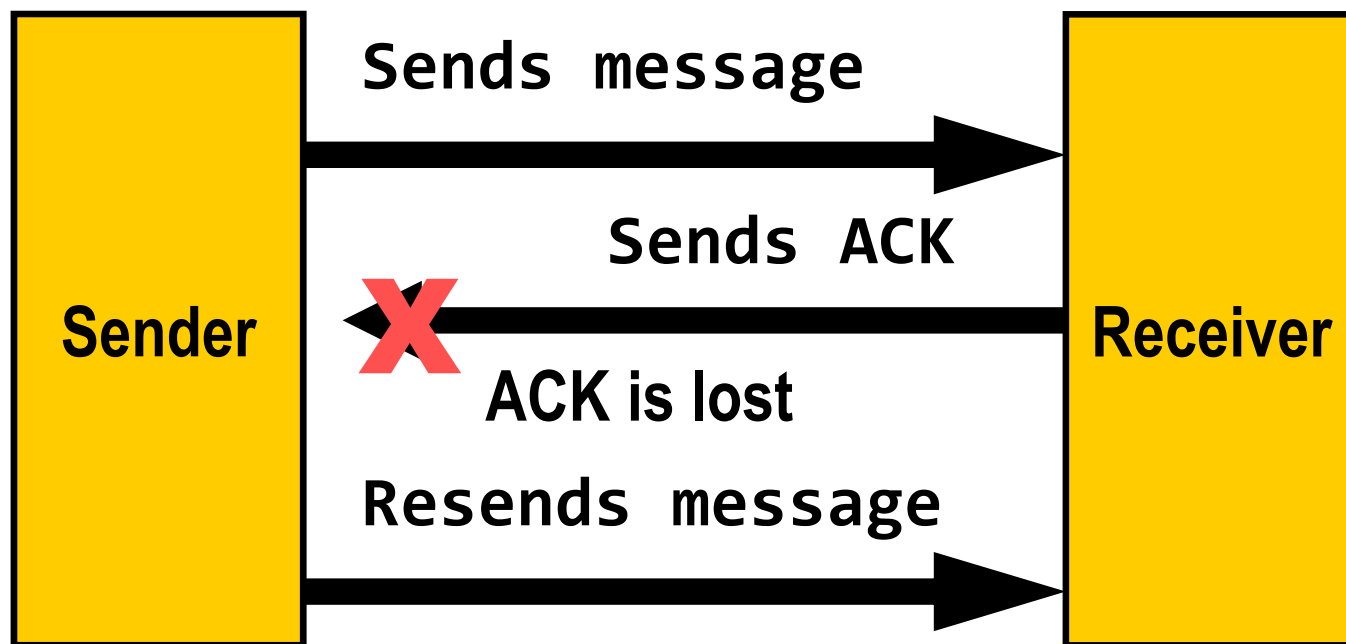 Sends message
Sends ACK
Sender
Receiver
ACK is lost
Resends message